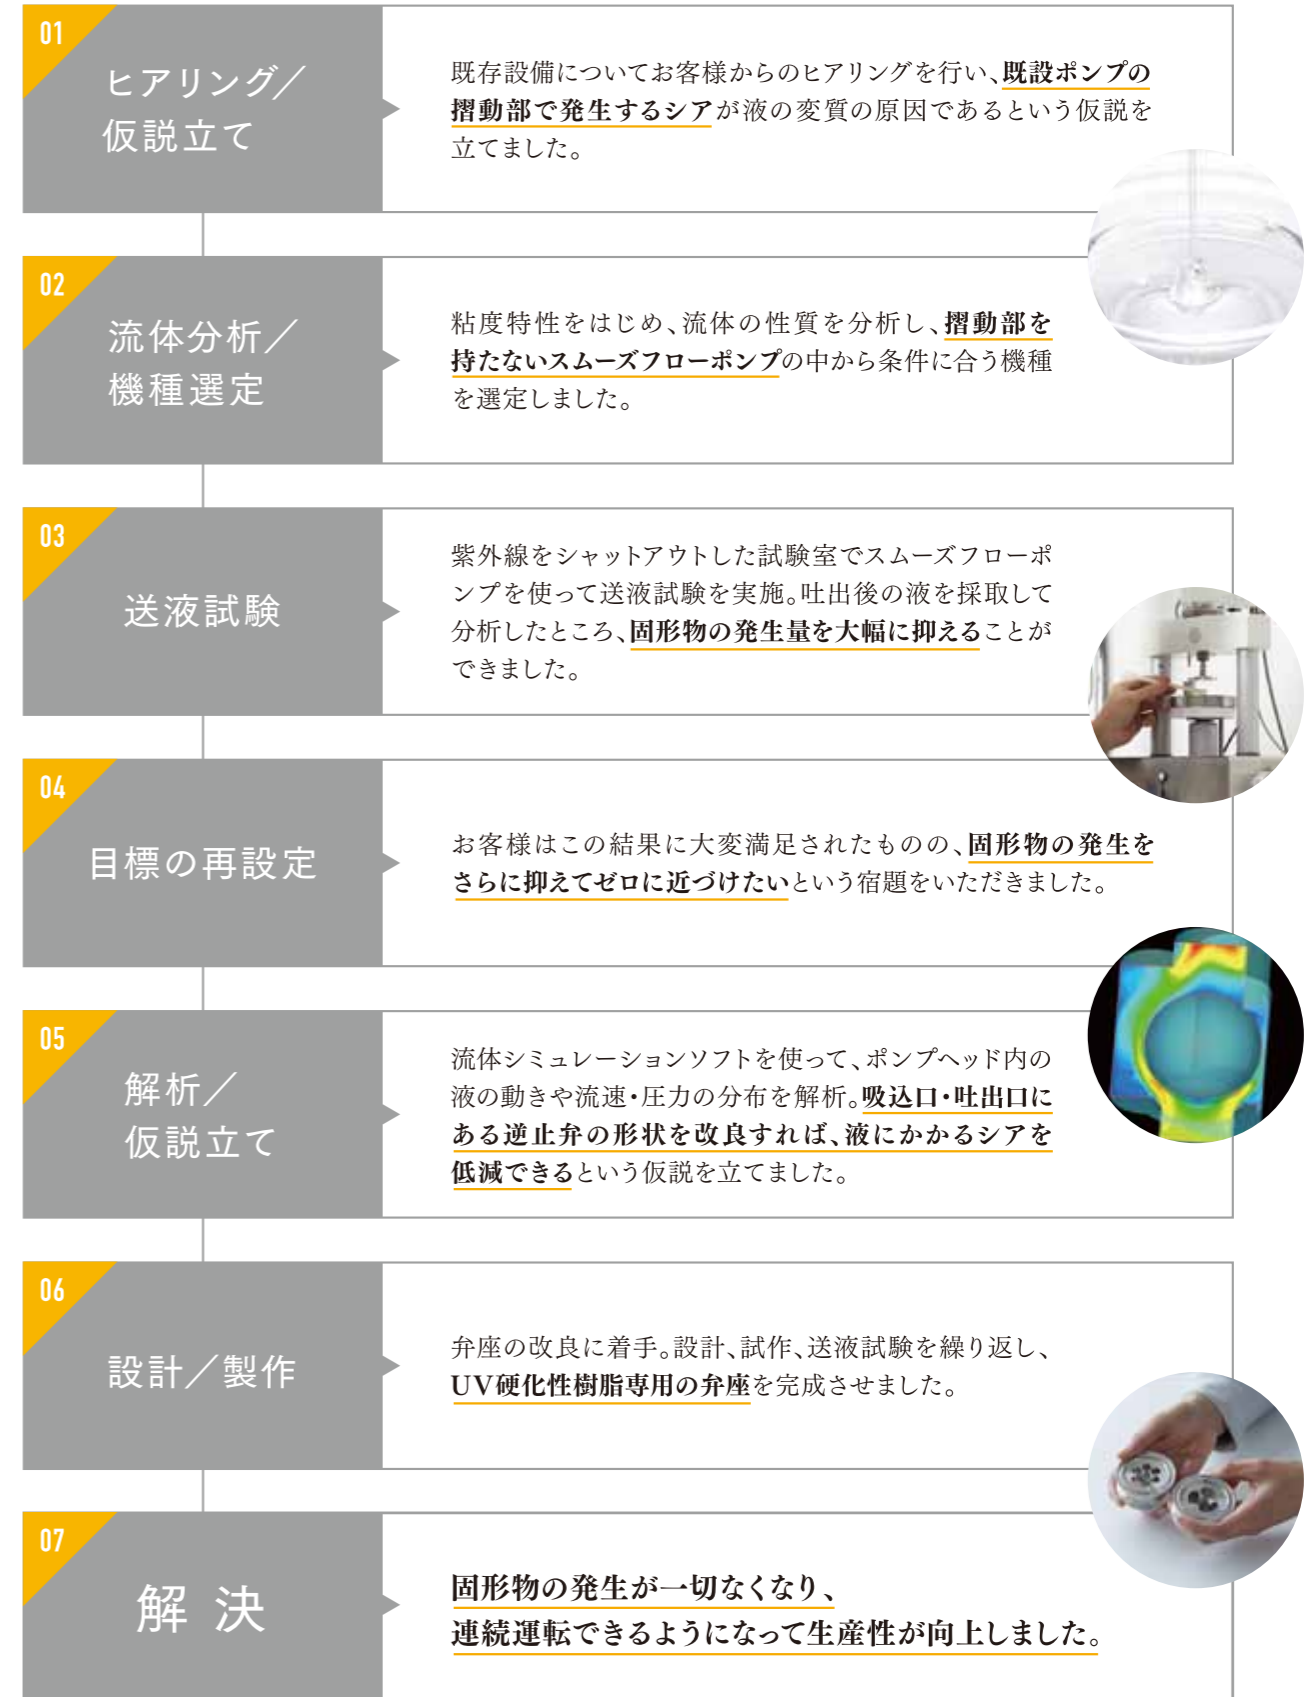 01
ヒアリング／
仮説立て
既存設備についてお客様からのヒアリングを行い、既設ポンプの
摺動部で発生するシアが液の変質の原因であるという仮説を
立てました。
02
流体分析／
機種選定
粘度特性をはじめ、流体の性質を分析し、摺動部を
持たないスムーズフローポンプの中から条件に合う機種
を選定しました。
03
送液試験
紫外線をシャットアウトした試験室でスムーズフローポ
ンプを使って送液試験を実施。吐出後の液を採取して
分析したところ、固形物の発生量を大幅に抑えることが
できました。
04
目標の再設定
お客様はこの結果に大変満足されたものの、固形物の発生を
さらに抑えてゼロに近づけたいという宿題をいただきました。
05
解析／
仮説立て
流体シミュレーションソフトを使って、ポンプヘッド内の
液の動きや流速・圧力の分布を解析。吸込口・吐出口に
ある逆止弁の形状を改良すれば、液にかかるシアを
低減できるという仮説を立てました。
06
設計／製作
弁座の改良に着手。設計、試作、送液試験を繰り返し、
UV硬化性樹脂専用の弁座を完成させました。
07
解 決
固形物の発生が一切なくなり、
連続運転できるようになって生産性が向上しました。